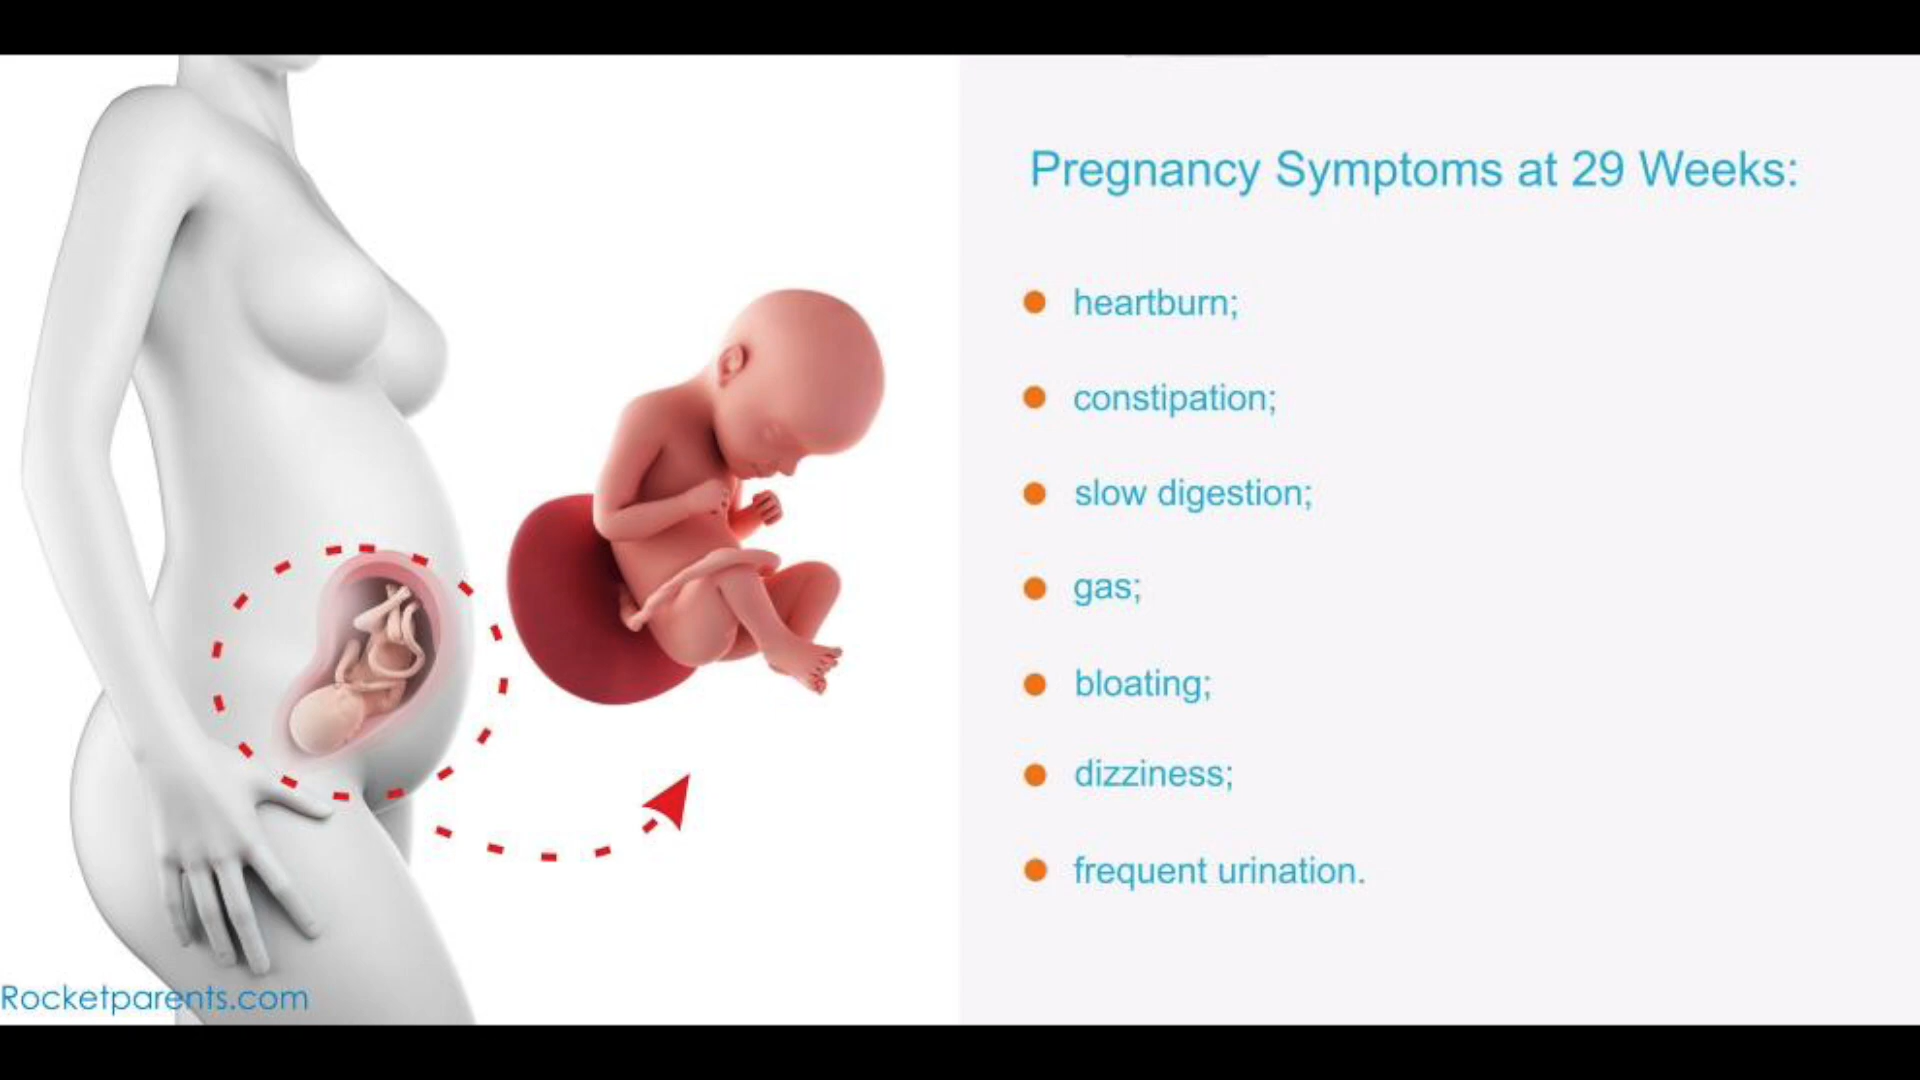 Pregnancy Symptoms at 29 Weeks:
heartburn;
constipation;
slow digestion;
gas;
bloating;
dizziness;
frequent urination.
Rocketparents.com